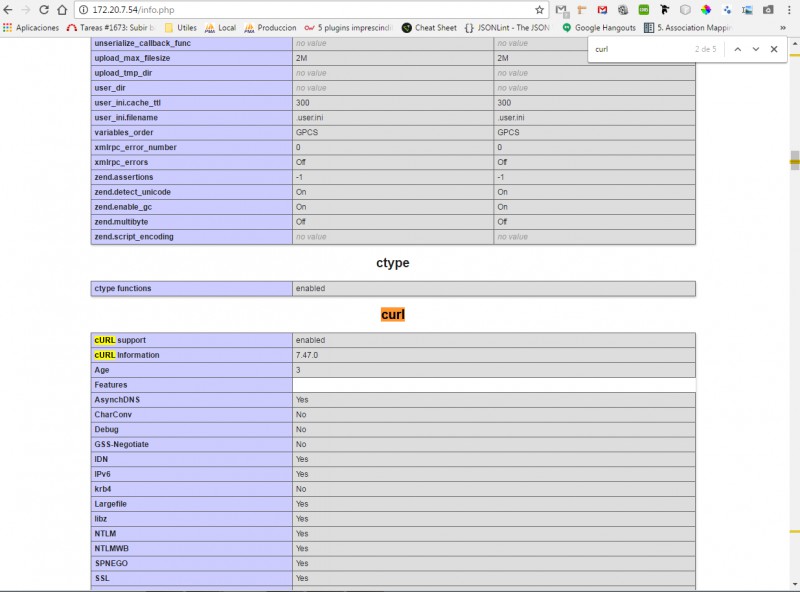 172.20.7.54/info.php
Aplicaciones Tareas #1673: Subir l Utiles Local Produccion 5 plugins imprescindi Cheat Sheet JSONLint - The JSON Google Hangouts 5. Association Mappin »
curl 2 de 5
unserialize_callback_func no value no value
upload_max_filesize 2M 2M
upload_tmp_dir no value no value
user_dir no value no value
user_ini.cache_ttl 300 300
user_ini.filename .user.ini .user.ini
variables_order GPCS GPCS
xmlrpc_error_number 0 0
xmlrpc_errors Off Off
zend.assertions -1 -1
zend.detect_unicode On On
zend.enable_gc On On
zend.multibyte Off Off
zend.script_encoding no value no value
ctype
ctype functions enabled
curl
cURL support enabled
cURL Information 7.47.0
Age 3
Features
AsynchDNS Yes
CharConv No
Debug No
GSS-Negotiate No
IDN Yes
IPv6 Yes
krb4 No
Largefile Yes
libz Yes
NTLM Yes
NTLMWB Yes
SPNEGO Yes
SSL Yes